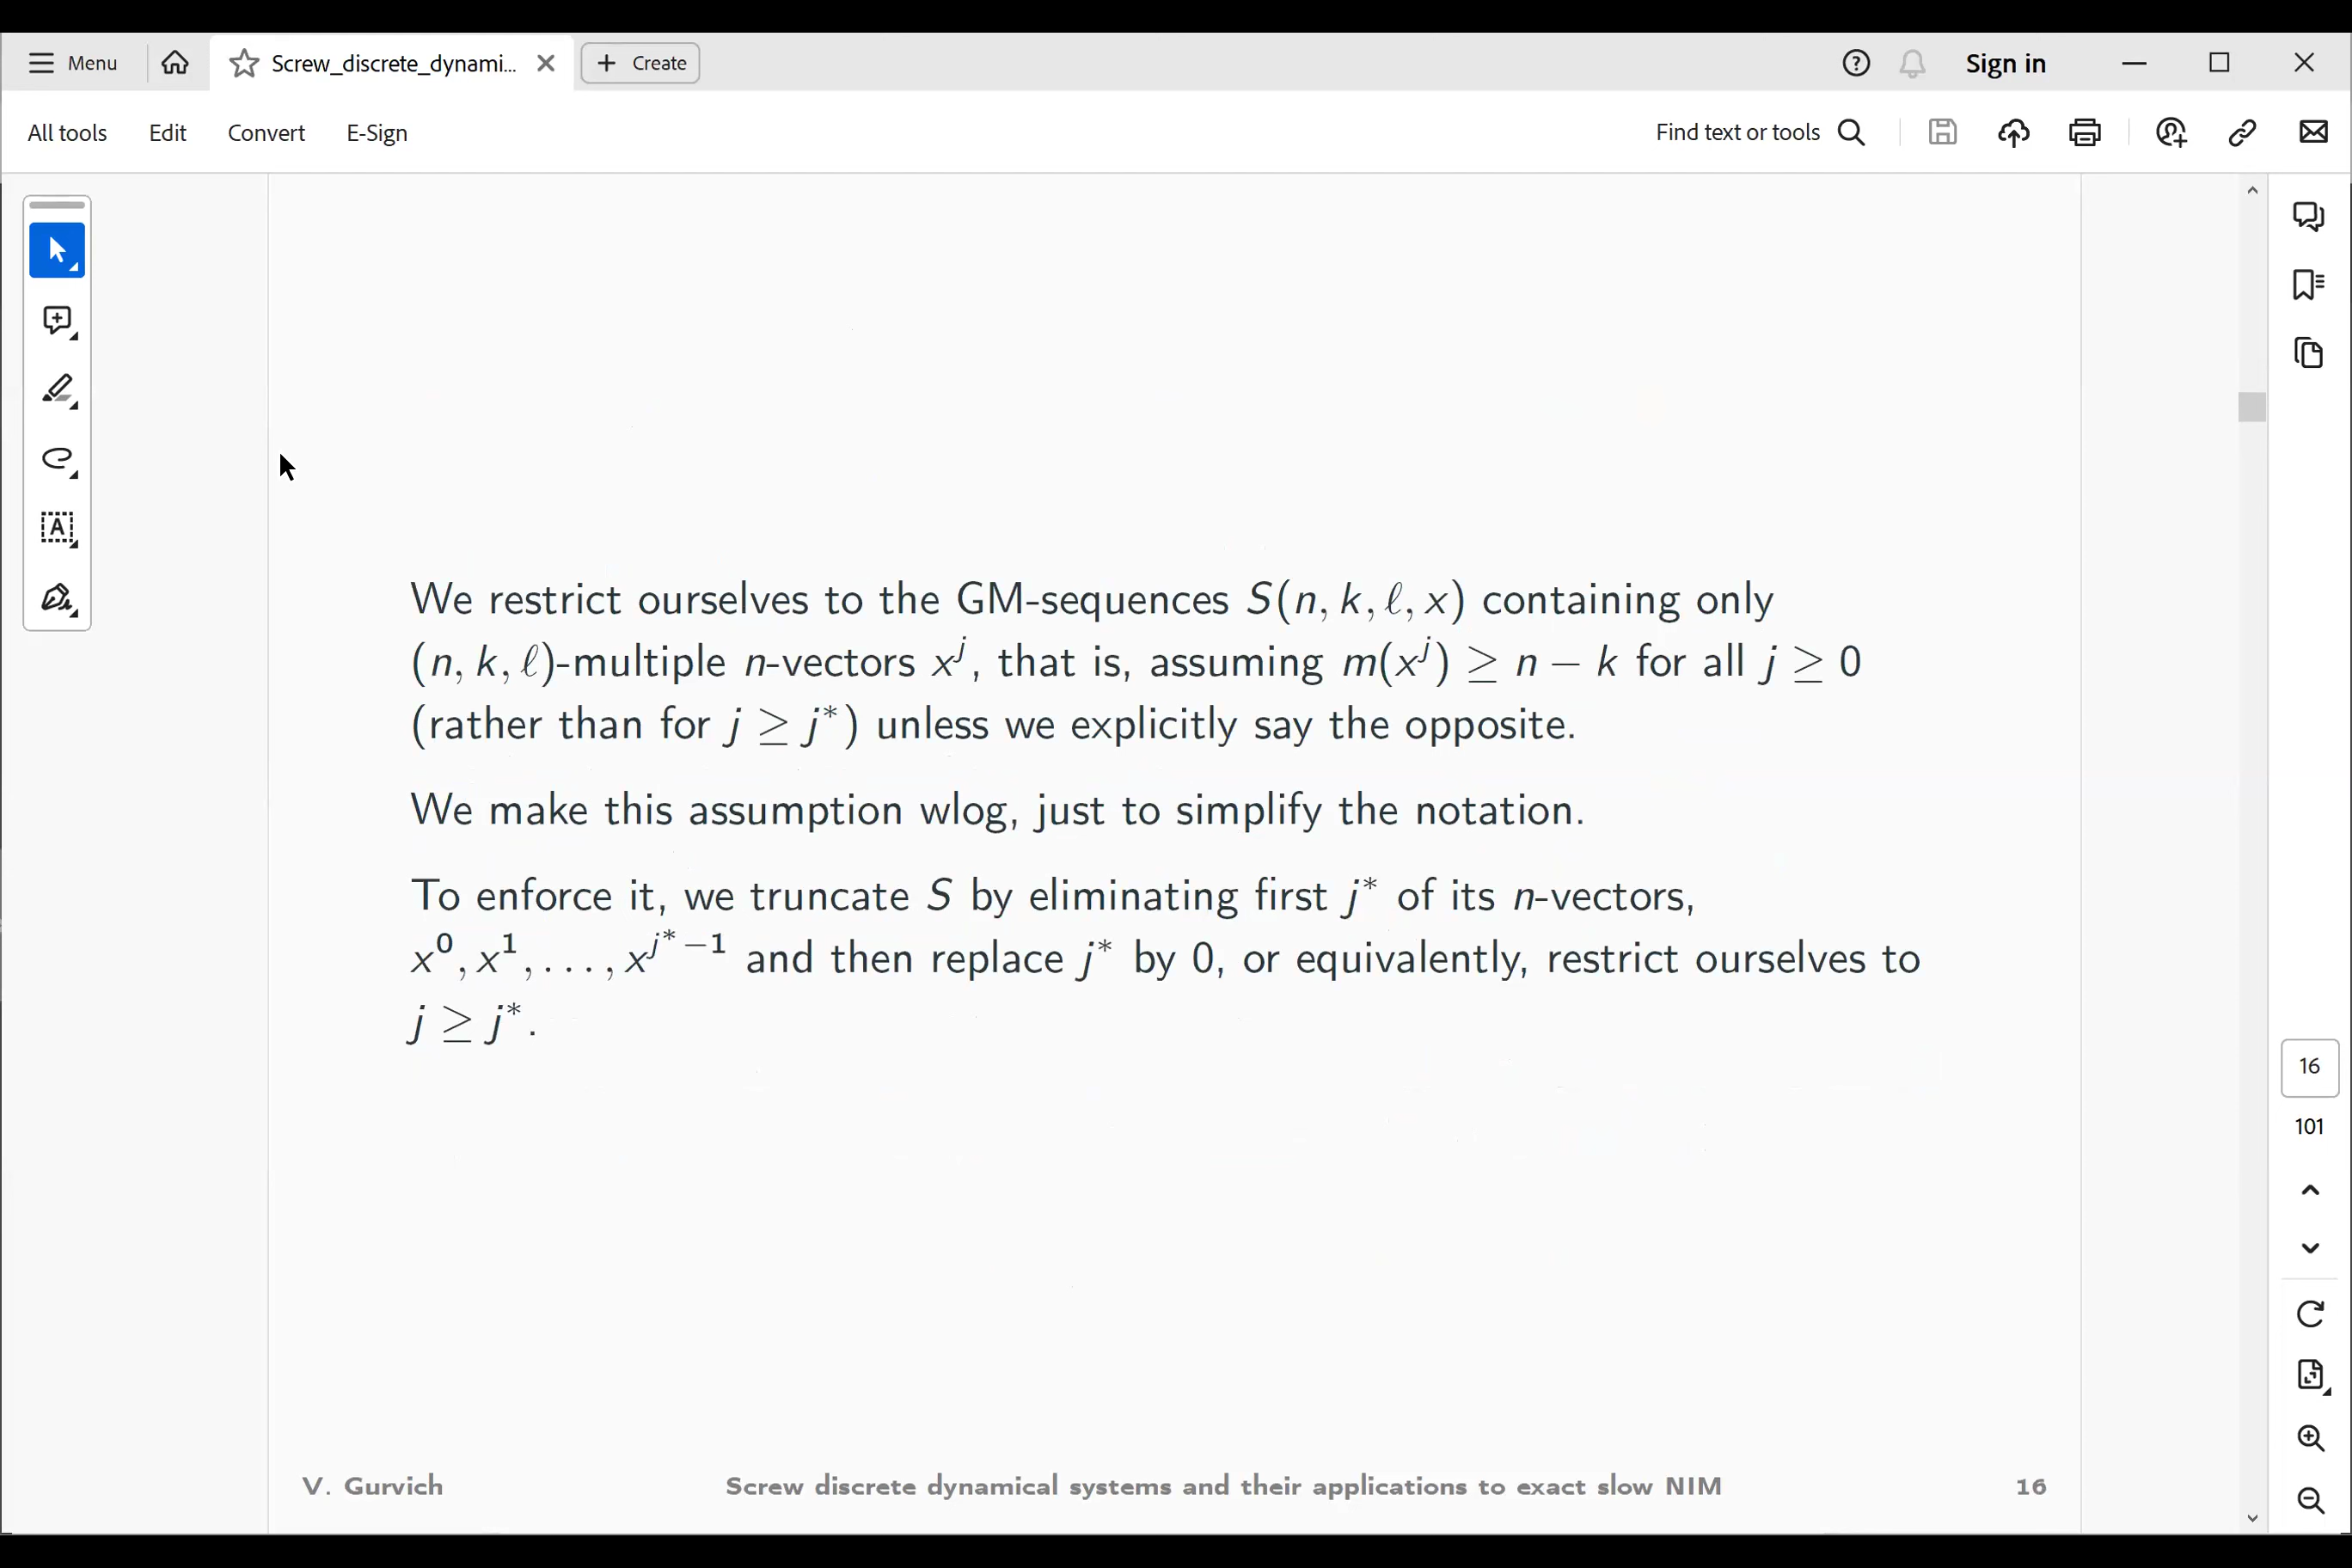 Menu
Screw_discrete_dynami...
Create
Sign in
All tools
Edit
Convert
E-Sign
Find text or tools
We restrict ourselves to the GM-sequences S(n, k, ℓ, x) containing only
(n, k, ℓ)-multiple n-vectors x^j, that is, assuming m(x^j) ≥ n − k for all j ≥ 0
(rather than for j ≥ j*) unless we explicitly say the opposite.
We make this assumption wlog, just to simplify the notation.
To enforce it, we truncate S by eliminating first j* of its n-vectors,
x^0, x^1, . . . , x^{j*−1} and then replace j* by 0, or equivalently, restrict ourselves to
j ≥ j*.
16
101
V. Gurvich
Screw discrete dynamical systems and their applications to exact slow NIM
16